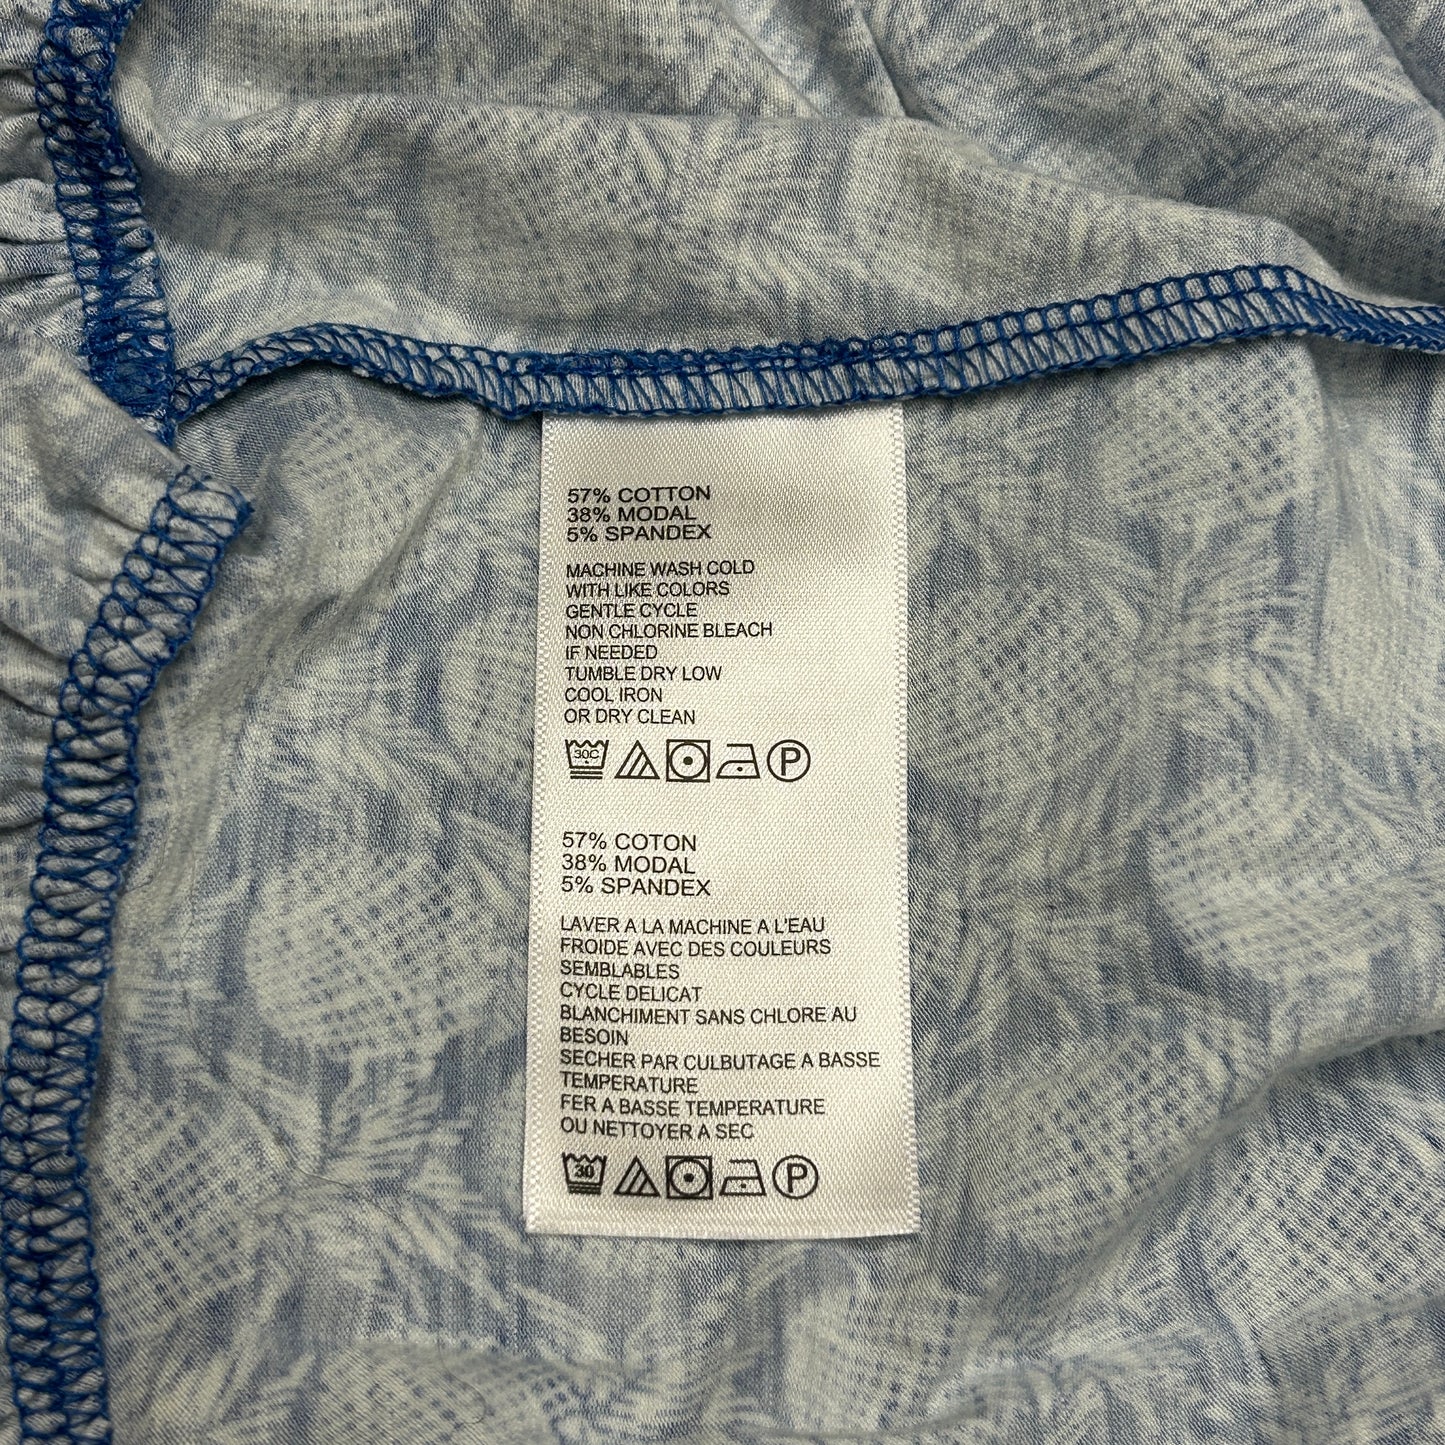 57% COTTON
38% MODAL
5% SPANDEX
MACHINE WASH COLD
WITH LIKE COLORS
GENTLE CYCLE
NON CHLORINE BLEACH
IF NEEDED
TUMBLE DRY LOW
COOL IRON
OR DRY CLEAN
30C P
57% COTON
38% MODAL
5% SPANDEX
LAVER A LA MACHINE A L'EAU
FROIDE AVEC DES COULEURS
SEMBLABLES
CYCLE DELICAT
BLANCHIMENT SANS CHLORE AU
BESOIN
SECHER PAR CULBUTAGE A BASSE
TEMPERATURE
FER A BASSE TEMPERATURE
OU NETTOYER A SEC
30 P